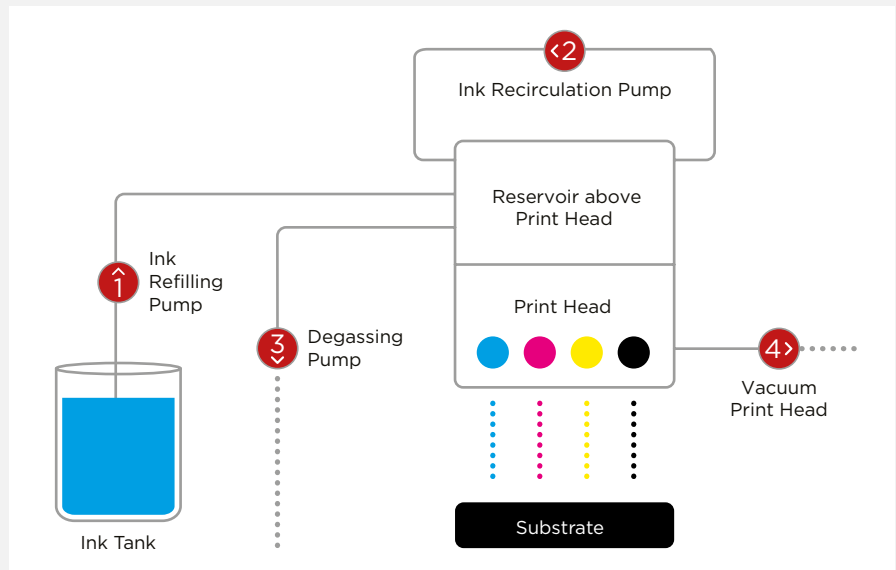 <2
Ink Recirculation Pump
Reservoir above
Print Head
Ink
Refilling
Pump
1
Print Head
3
Degassing
Pump
4>
Vacuum
Print Head
Substrate
Ink Tank